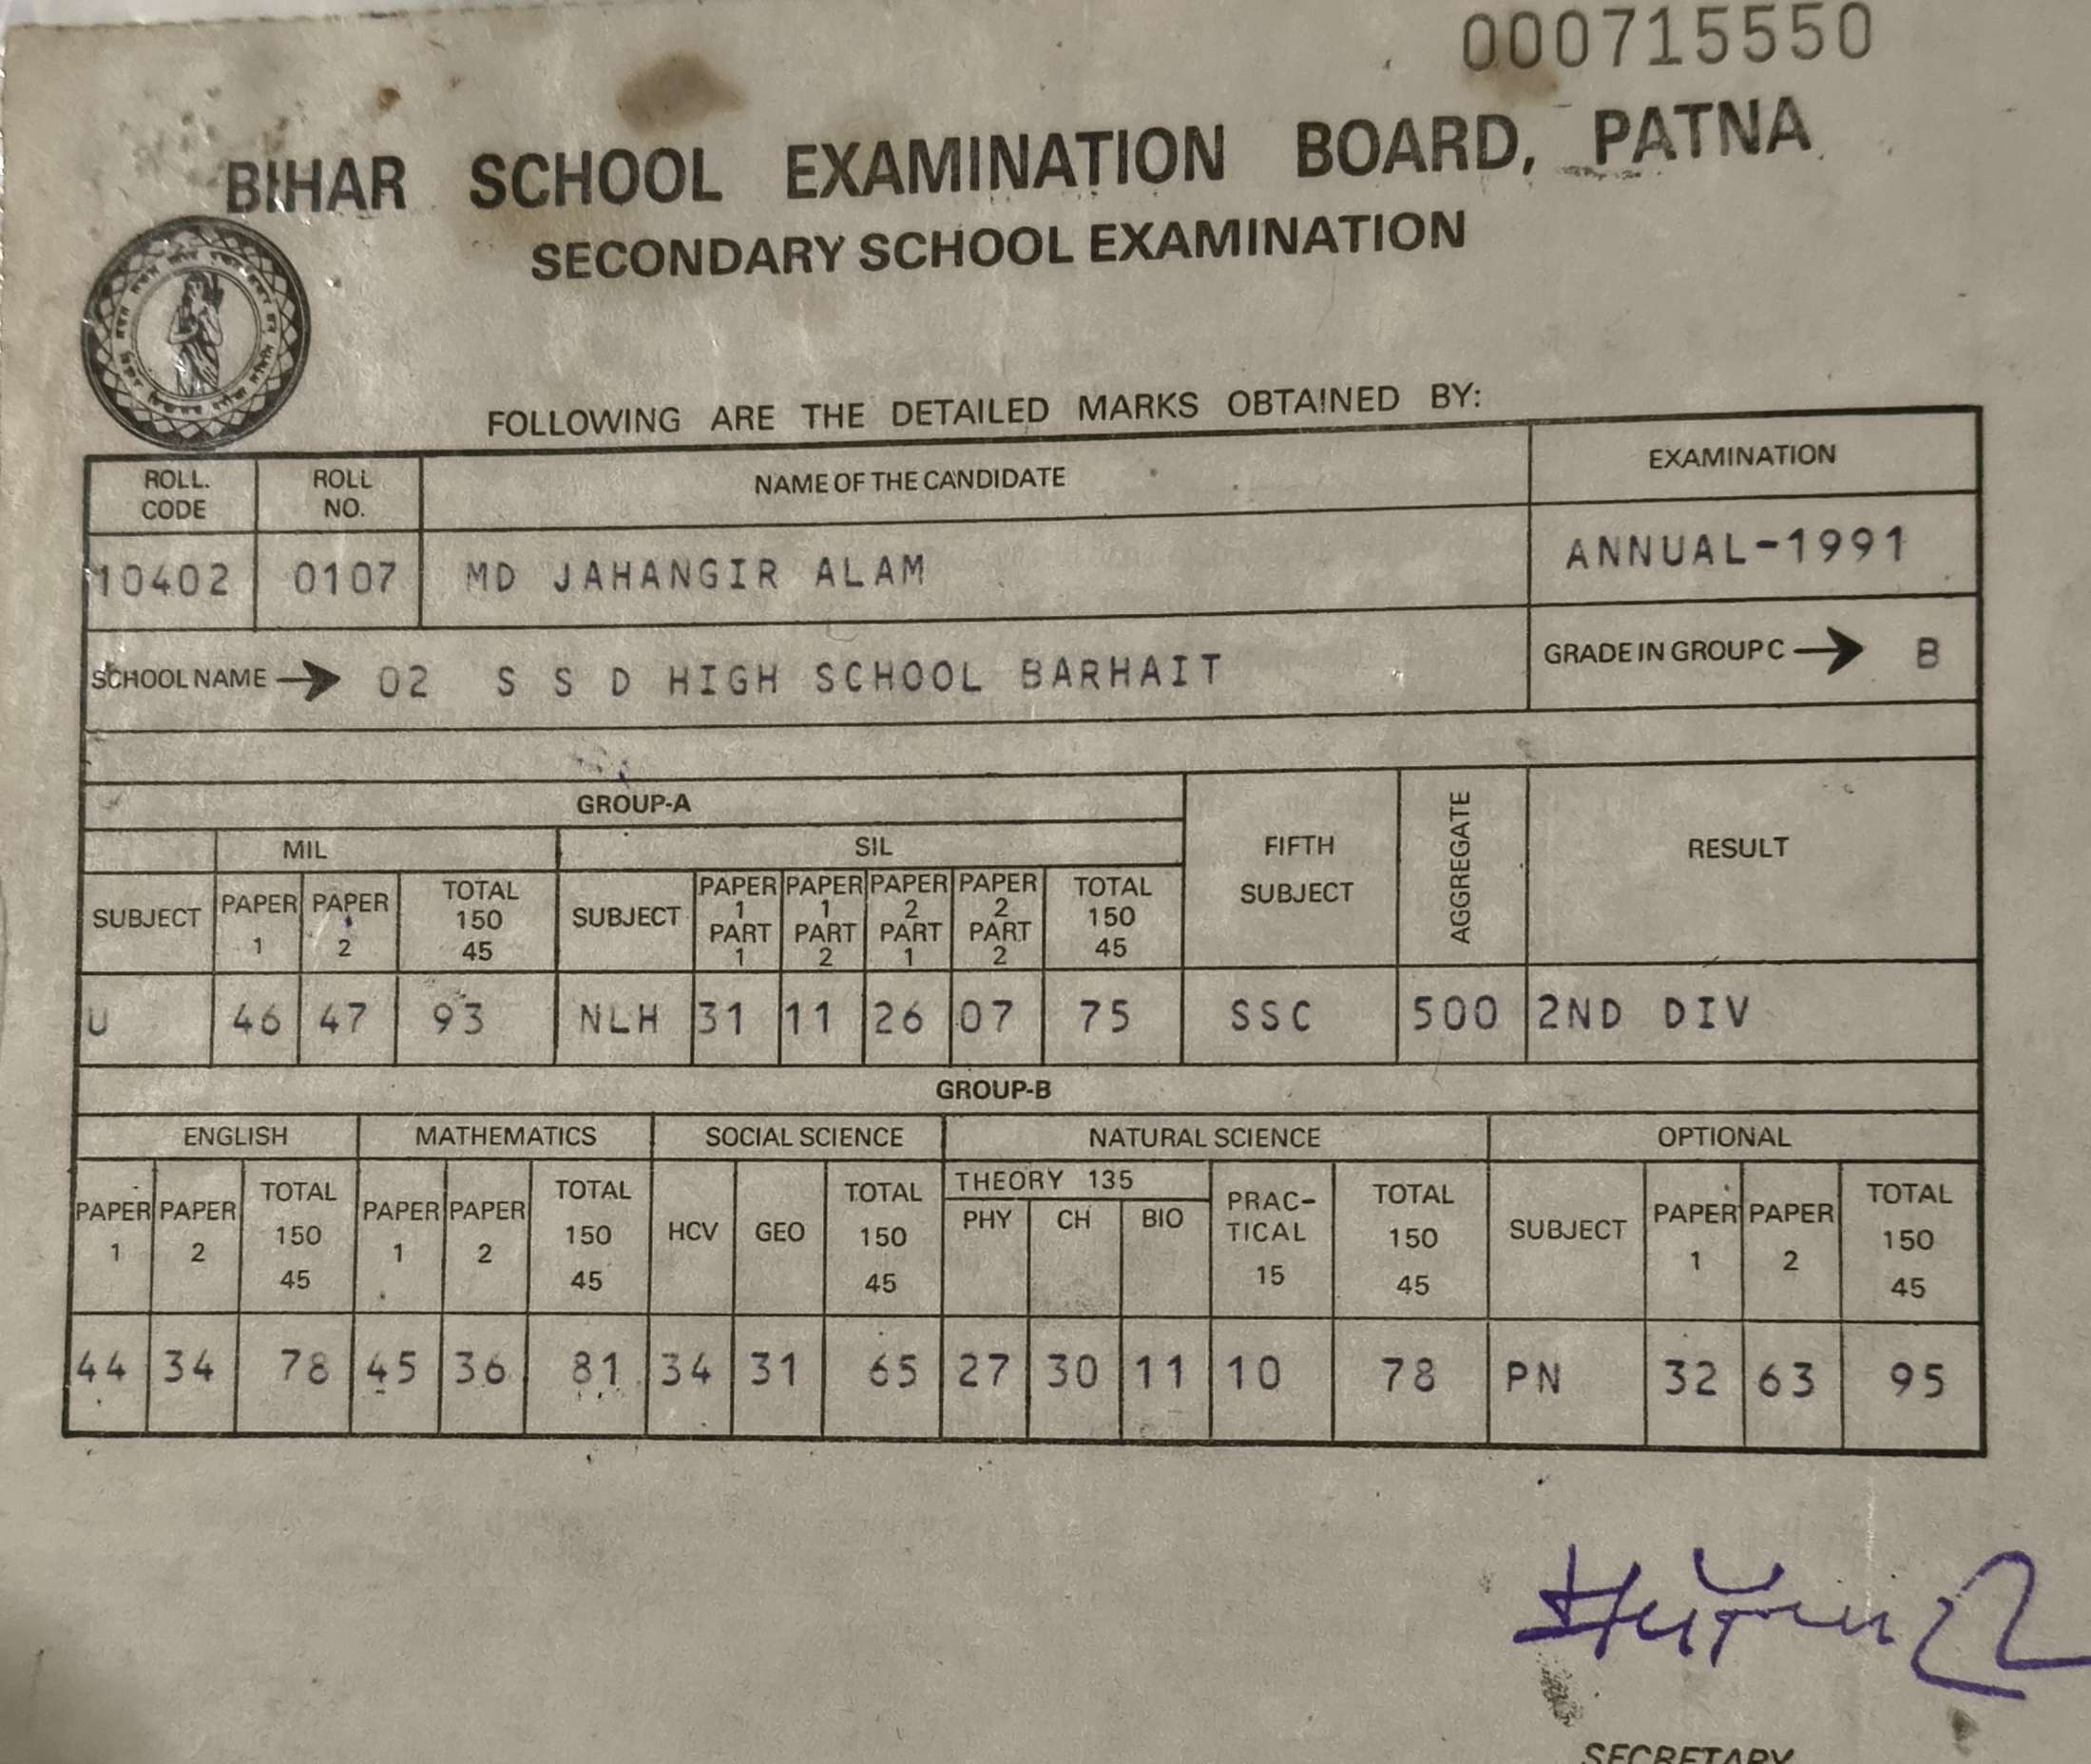 000715550
BIHAR SCHOOL EXAMINATION BOARD, PATNA
SECONDARY SCHOOL EXAMINATION
FOLLOWING ARE THE DETAILED MARKS OBTAINED BY:
ROLL. CODE ROLL NO. NAME OF THE CANDIDATE EXAMINATION
10402 0107 MD JAHANGIR ALAM ANNUAL-1991
SCHOOL NAME → 02 S S D HIGH SCHOOL BARHAIT GRADE IN GROUP C → B
GROUP-A FIFTH SUBJECT AGGREGATE RESULT
MIL SIL
SUBJECT PAPER 1 PAPER 2 TOTAL 150 45 SUBJECT PAPER 1 PART 1 PAPER 1 PART 2 PAPER 2 PART 1 PAPER 2 PART 2 TOTAL 150 45
U 46 47 93 NLH 31 11 26 07 75 SSC 500 2ND DIV
GROUP-B
ENGLISH MATHEMATICS SOCIAL SCIENCE NATURAL SCIENCE OPTIONAL
PAPER 1 PAPER 2 TOTAL 150 45 PAPER 1 PAPER 2 TOTAL 150 45 HCV GEO TOTAL 150 45 THEORY 135 PHY CH BIO PRAC-TICAL 15 TOTAL 150 45 SUBJECT PAPER 1 PAPER 2 TOTAL 150 45
44 34 78 45 36 81 34 31 65 27 30 11 10 78 PN 32 63 95
SECRETARY